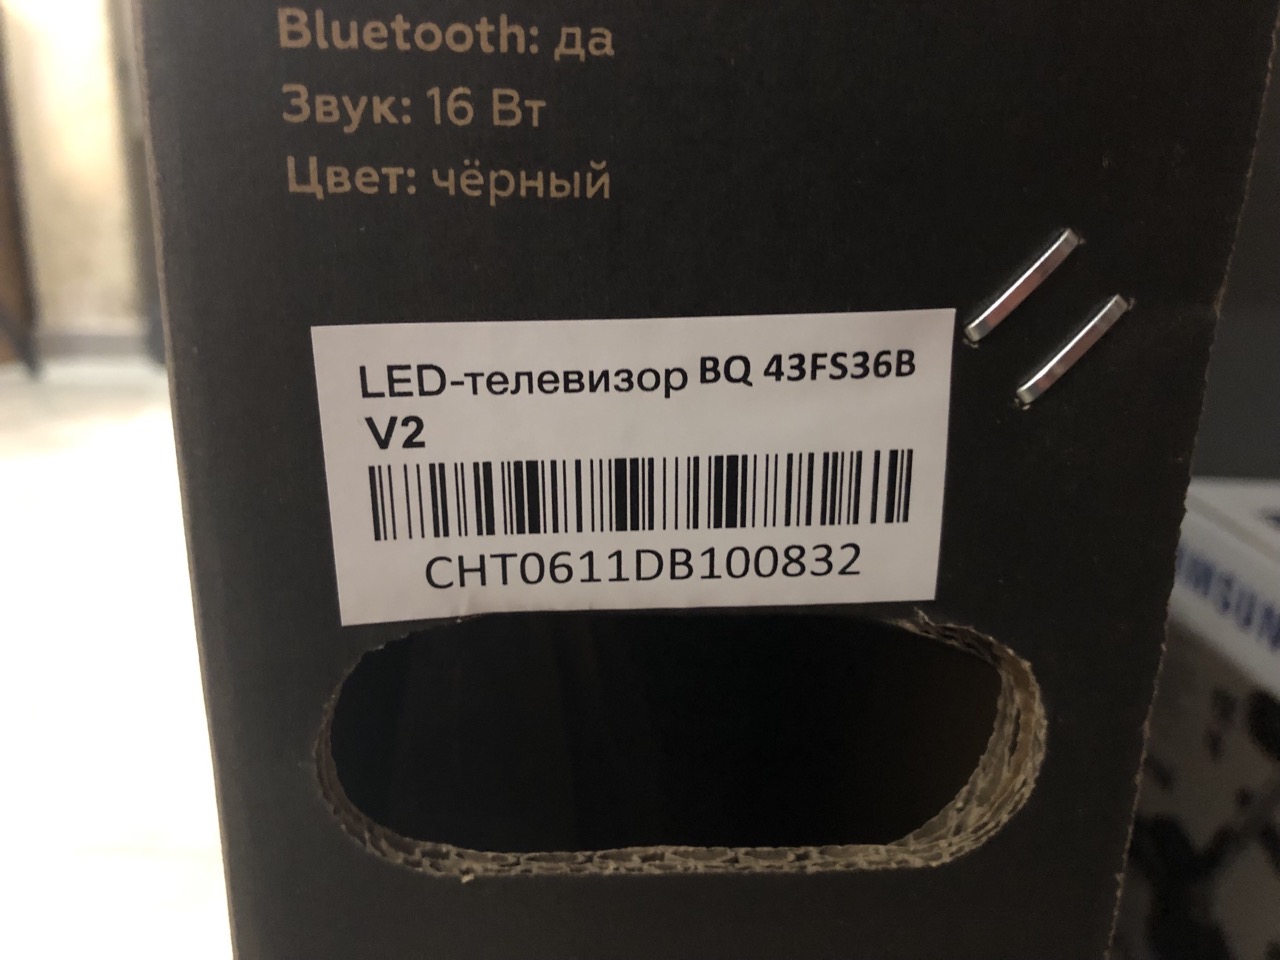 Bluetooth: да
Звук: 16 Вт
Цвет: чёрный
LED-телевизор BQ 43FS36B
V2
CHT0611DB100832